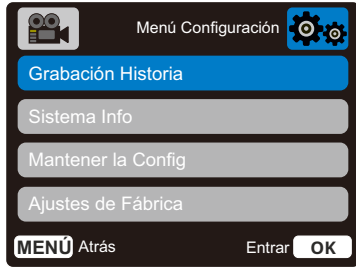 Menú Configuración
Grabación Historia
Sistema Info
Mantener la Config
Ajustes de Fábrica
MENÚ Atrás Entrar OK